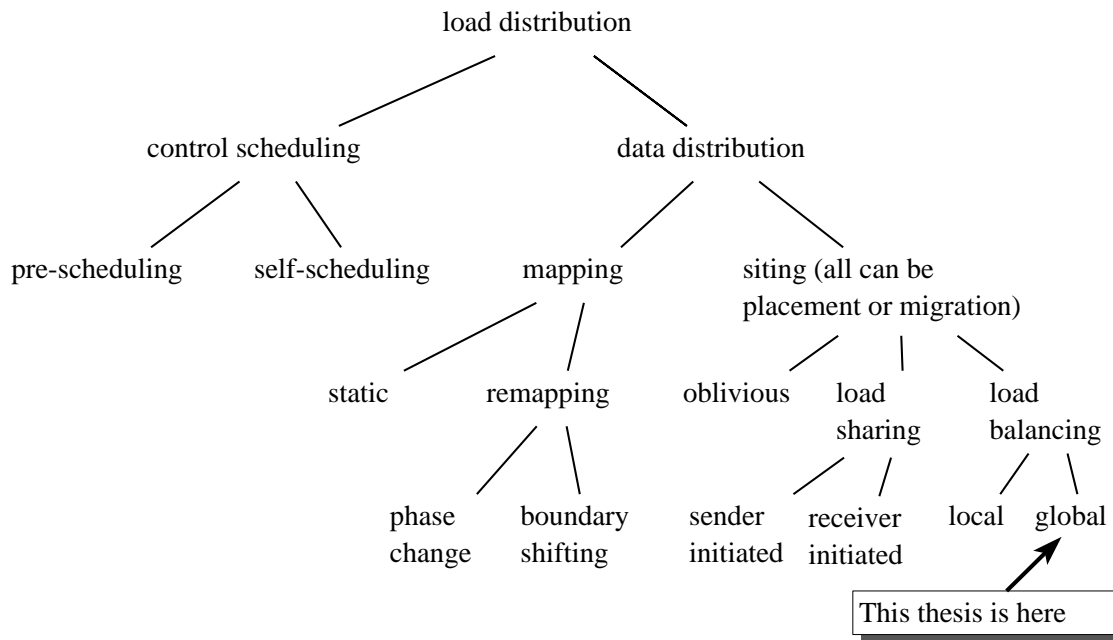 load distribution
control scheduling
data distribution
pre-scheduling
self-scheduling
mapping
siting (all can be
placement or migration)
static
remapping
oblivious
load
sharing
load
balancing
phase
change
boundary
shifting
sender
initiated
receiver
initiated
local
global
This thesis is here